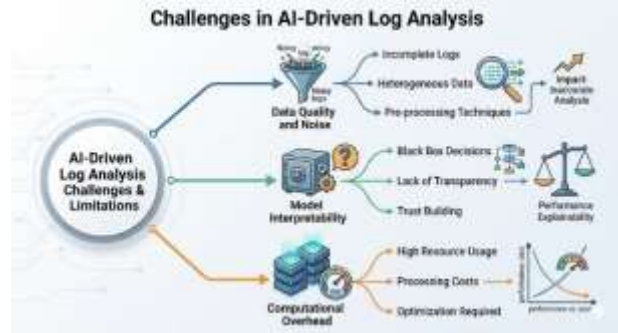 Challenges in AI-Driven Log Analysis
AI-Driven
Log Analysis
Challenges &
Limitations
Data Quality
and Noise
Incomplete Logs
Heterogeneous Data
Pre-processing Techniques
Impact
Inaccurate
Analysis
Model
Interpretability
Black Box Decisions
Lack of Transparency
Trust Building
Performance
Explainability
Computational
Overhead
High Resource Usage
Processing Costs
Optimization Required